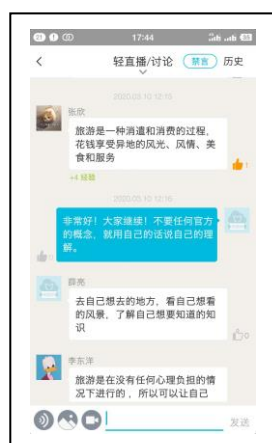 17:44
轻直播/讨论
禁言
历史
2020-03-10 12:15
张欣
旅游是一种消遣和消费的过程，
花钱享受异地的风光、风情、美
食和服务
1
+4 经验
2020-03-10 12:16
非常好！大家继续！不要任何官方
的概念，就用自己的话说自己的理
解。
薛亮
去自己想去的地方，看自己想看
的风景，了解自己想要知道的知
识
0
李东洋
旅游是在没有任何心理负担的情
况下进行的，所以可以让自己
发送